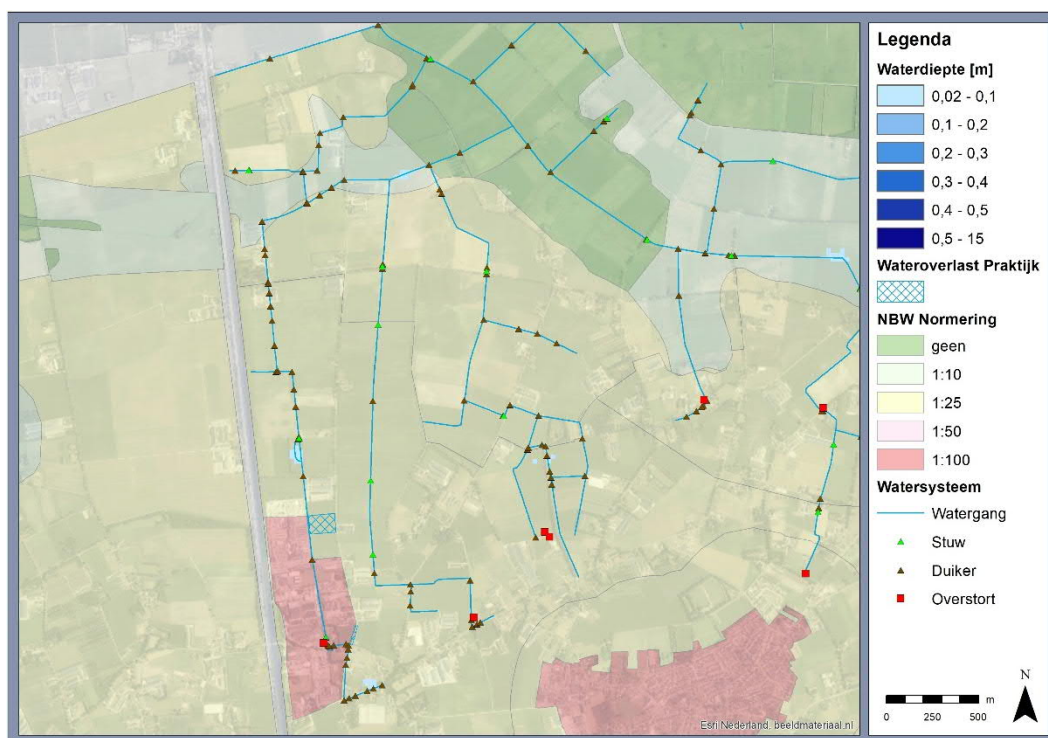 Legenda
Waterdiepte [m]
0,02 - 0,1
0,1 - 0,2
0,2 - 0,3
0,3 - 0,4
0,4 - 0,5
0,5 - 15
Wateroverlast Praktijk
NBW Normering
geen
1:10
1:25
1:50
1:100
Watersysteem
Watergang
Stuw
Duiker
Overstort
N
0 250 500 m
Esri Nederland, beeldmateriaal.nl